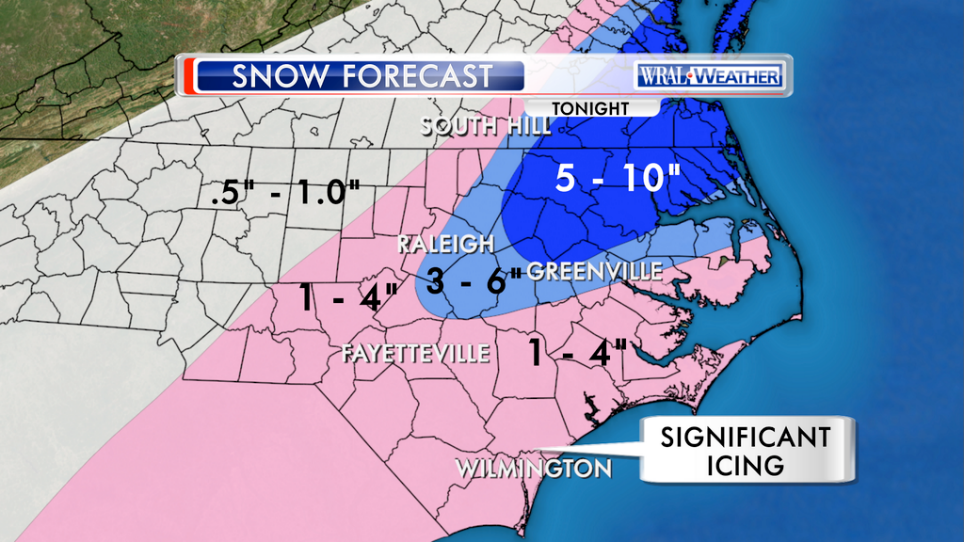 SNOW FORECAST
WRAL WEATHER
TONIGHT
SOUTH HILL
5 - 10"
.5" - 1.0"
RALEIGH
GREENVILLE
3 - 6"
1 - 4"
FAYETTEVILLE
1 - 4"
SIGNIFICANT
ICING
WILMINGTON